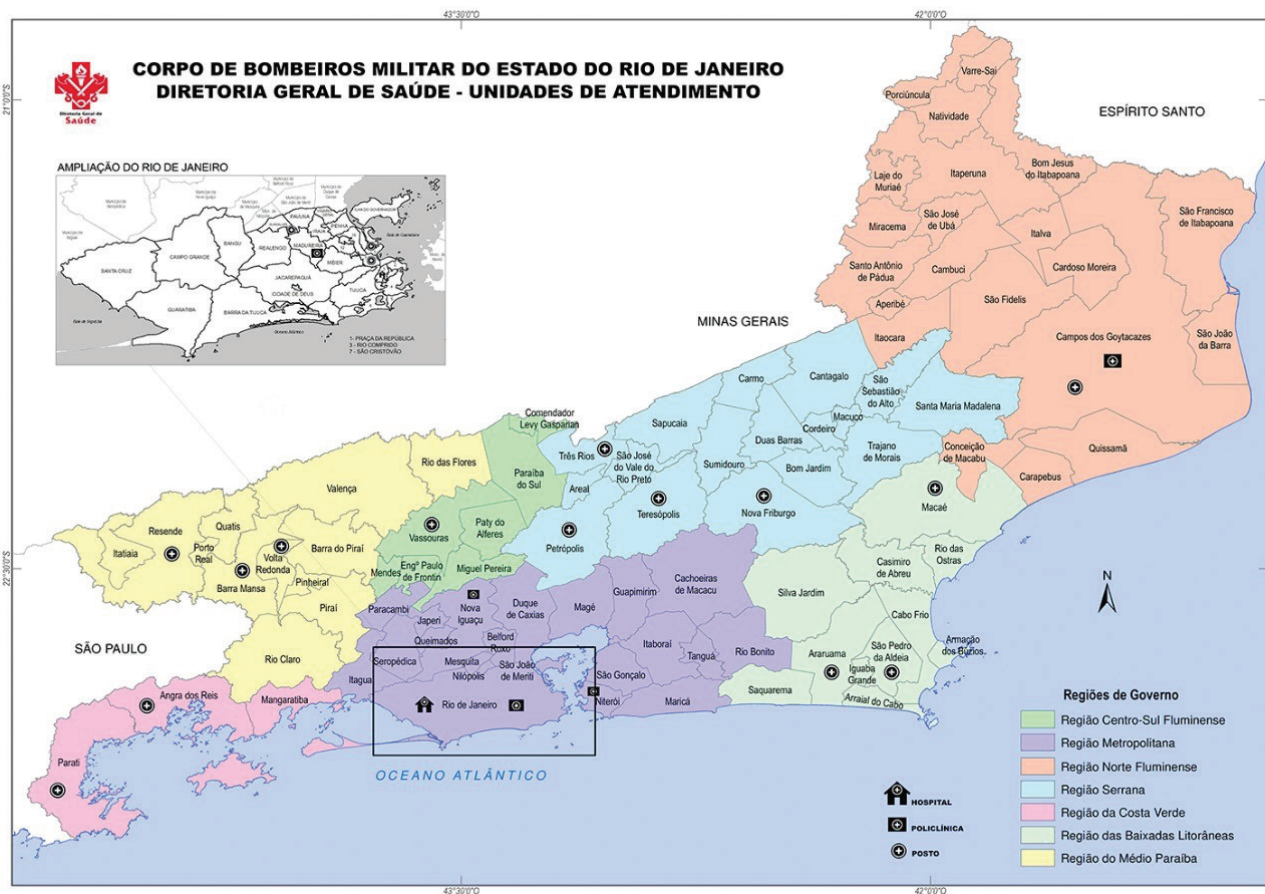 43°30'0"O
42°0'0"O
CORPO DE BOMBEIROS MILITAR DO ESTADO DO RIO DE JANEIRO
DIRETORIA GERAL DE SAÚDE - UNIDADES DE ATENDIMENTO
Diretoria Geral de
Saúde
21°0'0"S
ESPÍRITO SANTO
AMPLIAÇÃO DO RIO DE JANEIRO
PAVUNA
PENHA
IRAJÁ
BANGU
REALENGO
MADUREIRA
MÉIER
SANTA CRUZ
CAMPO GRANDE
JACAREPAGUÁ
CIDADE DE DEUS
TIJUCA
GUARATIBA
BARRA DA TIJUCA
Oceano Atlântico
1- PRAÇA DA REPÚBLICA
3 - RIO COMPRIDO
7 - SÃO CRISTÓVÃO
Varre-Sai
Porciúncula
Natividade
Bom Jesus
do Itabapoana
Laje do
Muriaé
Itaperuna
São Francisco
de Itabapoana
Miracema
São José
de Ubá
Italva
Santo Antônio
de Pádua
Cambuci
Cardoso Moreira
Aperibé
São Fidelis
MINAS GERAIS
Itaocara
Campos dos Goytacazes
São João
da Barra
Carmo
Cantagalo
São
Sebastião
do Alto
Santa Maria Madalena
Comendador
Levy Gasparian
Sapucaia
Macuco
Cordeiro
Duas Barras
Trajano
de Morais
Conceição
de Macabu
Quissamã
Três Rios
São José
do Vale do
Rio Preto
Sumidouro
Bom Jardim
Carapebus
Rio das Flores
Paraíba
do Sul
Valença
Areal
Teresópolis
Nova Friburgo
Macaé
Resende
Quatis
Vassouras
Paty do
Alferes
Petrópolis
Itatiaia
Porto
Real
Volta
Redonda
Barra do Piraí
Rio das
Ostras
22°30'0"S
Barra Mansa
Pinheiral
Mendes
Engº Paulo
de Frontin
Miguel Pereira
Casimiro
de Abreu
Piraí
Paracambi
Japeri
Nova
Iguaçu
Duque
de Caxias
Magé
Guapimirim
Cachoeiras
de Macacu
Silva Jardim
Cabo Frio
N
Queimados
Belford
Roxo
Itaboraí
SÃO PAULO
Rio Claro
Seropédica
Mesquita
Nilópolis
São João
de Meriti
São Gonçalo
Tanguá
Rio Bonito
Araruama
São Pedro
da Aldeia
Armação
dos Búzios
Itaguaí
Iguaba
Grande
Angra dos Reis
Mangaratiba
Rio de Janeiro
Niterói
Maricá
Saquarema
Arraial do Cabo
Parati
OCEANO ATLÂNTICO
HOSPITAL
POLICLÍNICA
POSTO
Regiões de Governo
Região Centro-Sul Fluminense
Região Metropolitana
Região Norte Fluminense
Região Serrana
Região da Costa Verde
Região das Baixadas Litorâneas
Região do Médio Paraíba
43°30'0"O
42°0'0"O